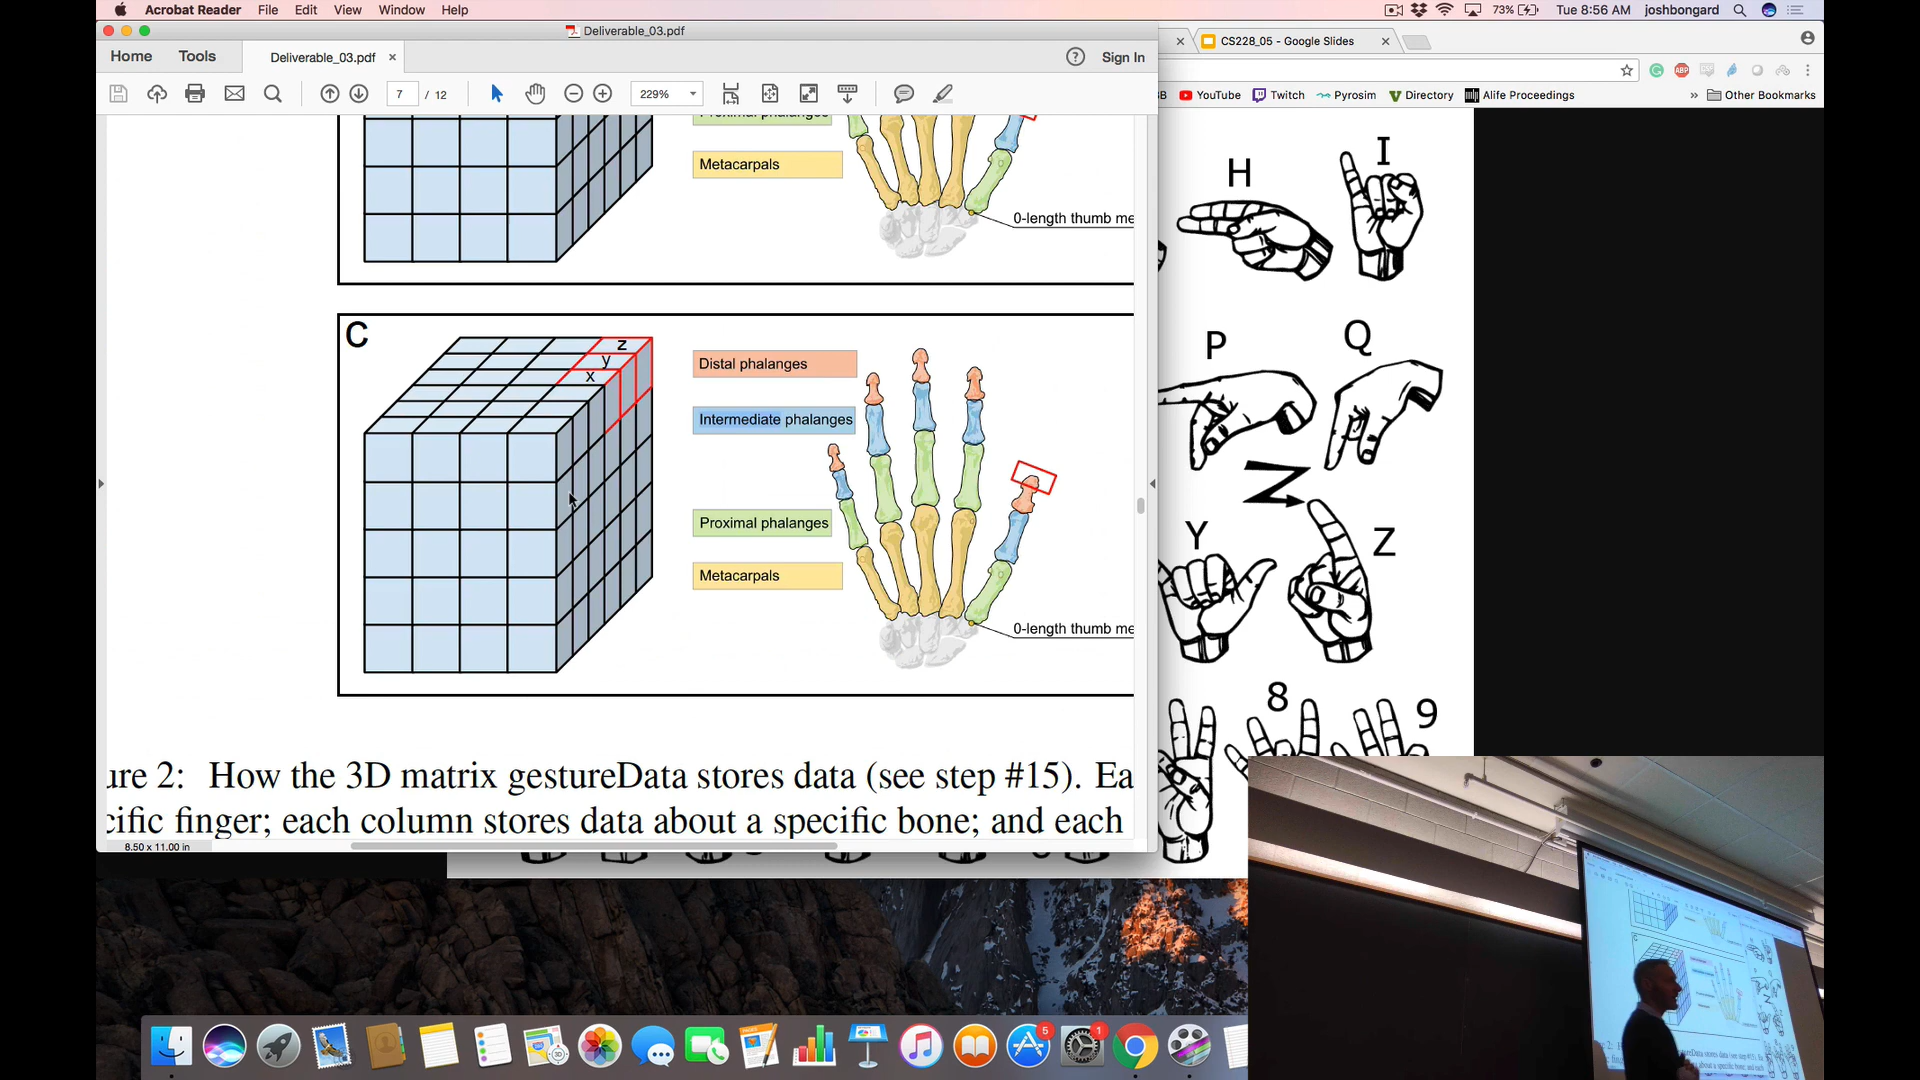 Acrobat Reader File Edit View Window Help
73% Tue 8:56 AM joshbongard
Deliverable_03.pdf
CS228_05 - Google Slides
Home Tools Deliverable_03.pdf Sign In
7 / 12 229%
YouTube Twitch Pyrosim Directory Alife Proceedings » Other Bookmarks
ABP
Metacarpals
0-length thumb me
H
I
C
z
y
x
Distal phalanges
Intermediate phalanges
Proximal phalanges
Metacarpals
0-length thumb me
P
Q
Y
Z
8
9
ure 2: How the 3D matrix gestureData stores data (see step #15). Ea
cific finger; each column stores data about a specific bone; and each
8.50 x 11.00 in
5
1